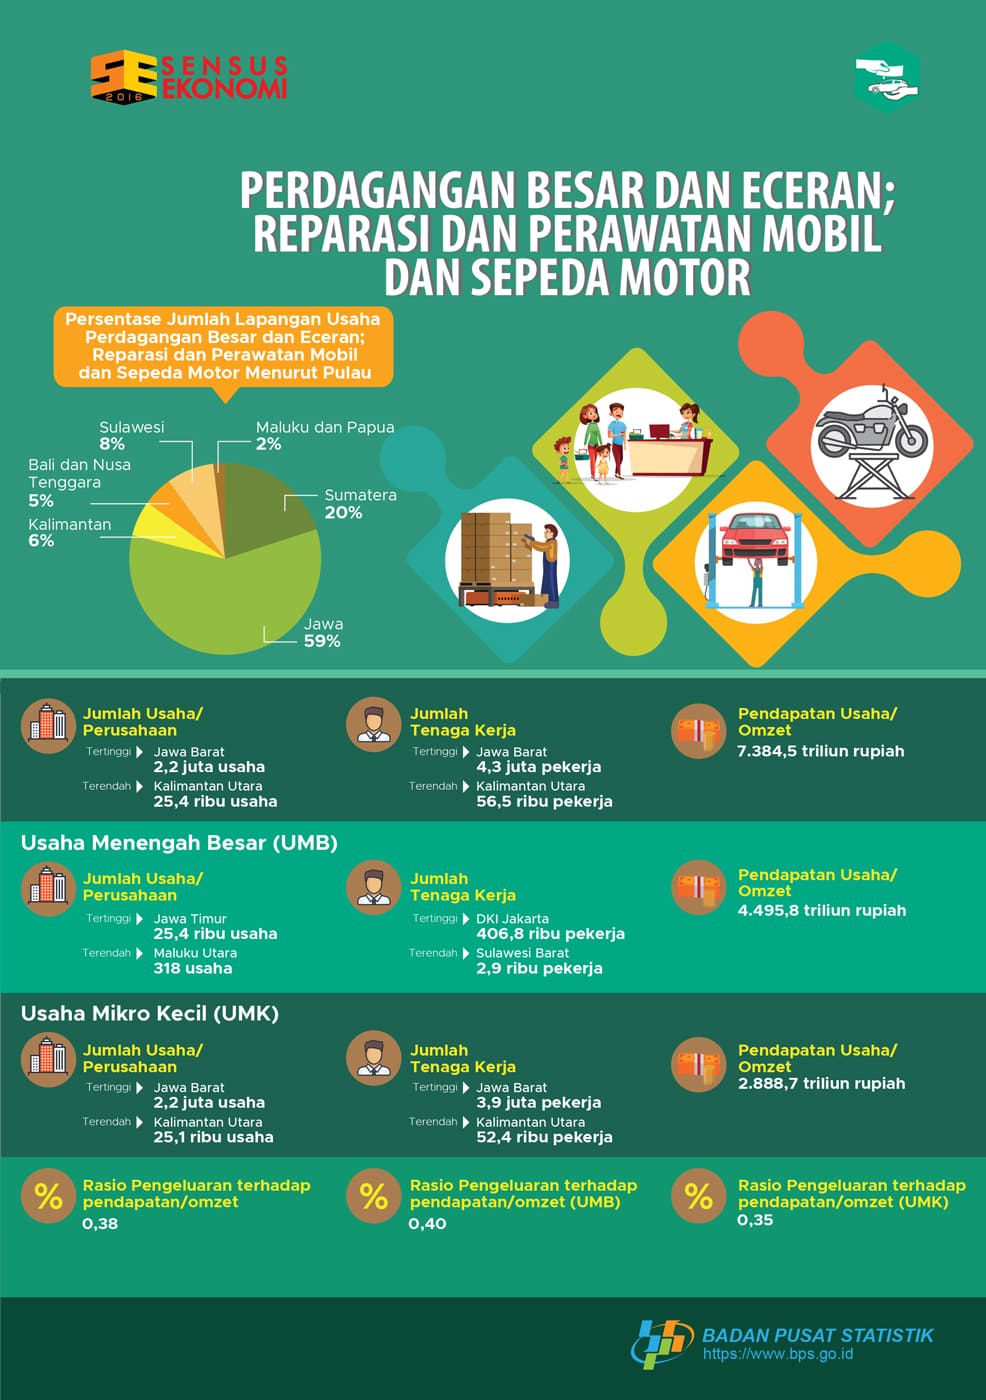 SENSUS
EKONOMI
SE
2016
PERDAGANGAN BESAR DAN ECERAN;
REPARASI DAN PERAWATAN MOBIL
DAN SEPEDA MOTOR
Persentase Jumlah Lapangan Usaha
Perdagangan Besar dan Eceran;
Reparasi dan Perawatan Mobil
dan Sepeda Motor Menurut Pulau
Sulawesi
8%
Maluku dan Papua
2%
Bali dan Nusa
Tenggara
5%
Sumatera
20%
Kalimantan
6%
Jawa
59%
Jumlah Usaha/
Perusahaan
Tertinggi Jawa Barat
2,2 juta usaha
Terendah Kalimantan Utara
25,4 ribu usaha
Jumlah
Tenaga Kerja
Tertinggi Jawa Barat
4,3 juta pekerja
Terendah Kalimantan Utara
56,5 ribu pekerja
Pendapatan Usaha/
Omzet
7.384,5 triliun rupiah
Usaha Menengah Besar (UMB)
Jumlah Usaha/
Perusahaan
Tertinggi Jawa Timur
25,4 ribu usaha
Terendah Maluku Utara
318 usaha
Jumlah
Tenaga Kerja
Tertinggi DKI Jakarta
406,8 ribu pekerja
Terendah Sulawesi Barat
2,9 ribu pekerja
Pendapatan Usaha/
Omzet
4.495,8 triliun rupiah
Usaha Mikro Kecil (UMK)
Jumlah Usaha/
Perusahaan
Tertinggi Jawa Barat
2,2 juta usaha
Terendah Kalimantan Utara
25,1 ribu usaha
Jumlah
Tenaga Kerja
Tertinggi Jawa Barat
3,9 juta pekerja
Terendah Kalimantan Utara
52,4 ribu pekerja
Pendapatan Usaha/
Omzet
2.888,7 triliun rupiah
%
Rasio Pengeluaran terhadap
pendapatan/omzet
0,38
%
Rasio Pengeluaran terhadap
pendapatan/omzet (UMB)
0,40
%
Rasio Pengeluaran terhadap
pendapatan/omzet (UMK)
0,35
BADAN PUSAT STATISTIK
https://www.bps.go.id